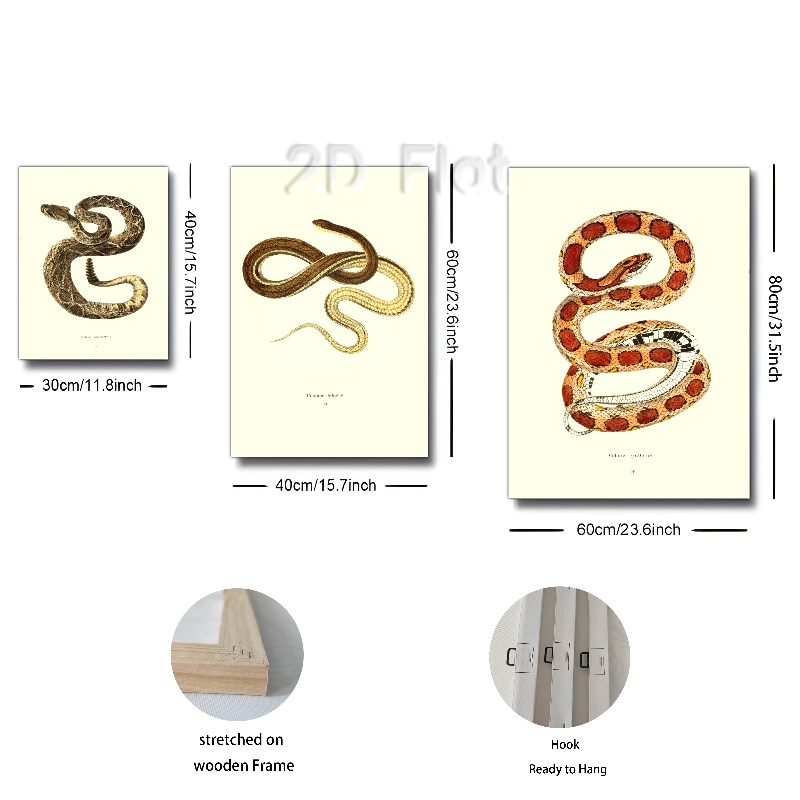 2D Flat
40cm/15.7inch
30cm/11.8inch
60cm/23.6inch
40cm/15.7inch
80cm/31.5inch
60cm/23.6inch
stretched on
wooden Frame
Hook
Ready to Hang